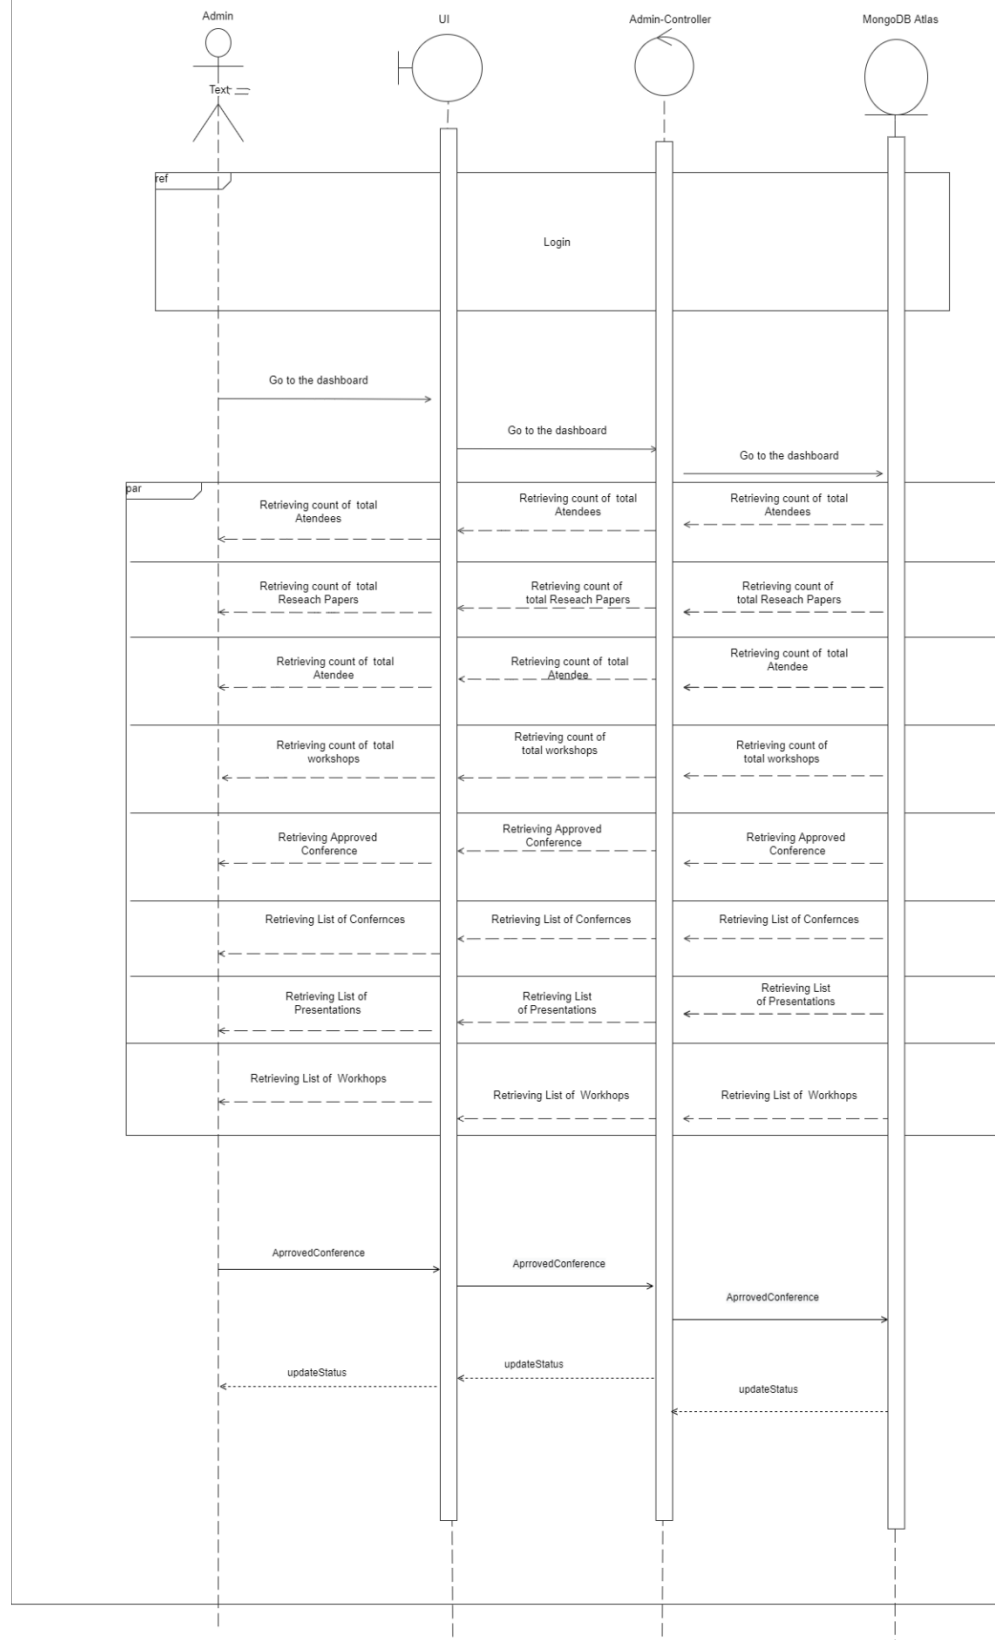 Admin
UI
Admin-Controller
MongoDB Atlas
Text
ref
Login
Go to the dashboard
Go to the dashboard
Go to the dashboard
par
Retrieving count of total
Atendees
Retrieving count of total
Atendees
Retrieving count of total
Atendees
Retrieving count of total
Reseach Papers
Retrieving count of
total Reseach Papers
Retrieving count of
total Reseach Papers
Retrieving count of total
Atendee
Retrieving count of total
Atendee
Retrieving count of total
Atendee
Retrieving count of total
workshops
Retrieving count of
total workshops
Retrieving count of
total workshops
Retrieving Approved
Conference
Retrieving Approved
Conference
Retrieving Approved
Conference
Retrieving List of Confernces
Retrieving List of Confernces
Retrieving List of Confernces
Retrieving List of
Presentations
Retrieving List
of Presentations
Retrieving List
of Presentations
Retrieving List of Workhops
Retrieving List of Workhops
Retrieving List of Workhops
AprrovedConference
AprrovedConference
AprrovedConference
updateStatus
updateStatus
updateStatus